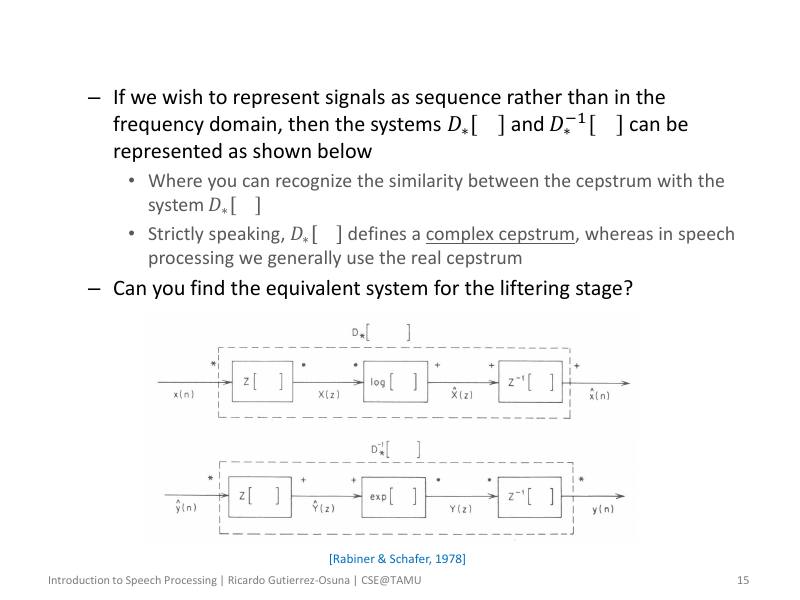 – If we wish to represent signals as sequence rather than in the
frequency domain, then the systems D∗[ ] and D∗⁻¹[ ] can be
represented as shown below
• Where you can recognize the similarity between the cepstrum with the
system D∗[ ]
• Strictly speaking, D∗[ ] defines a complex cepstrum, whereas in speech
processing we generally use the real cepstrum
– Can you find the equivalent system for the liftering stage?
D∗[ ]
* • • + + +
Z[ ] log[ ] Z⁻¹[ ]
x(n) X(z) X̂(z) x̂(n)
D∗⁻¹[ ]
* + + • • *
Z[ ] exp[ ] Z⁻¹[ ]
ŷ(n) Ŷ(z) Y(z) y(n)
[Rabiner & Schafer, 1978]
Introduction to Speech Processing | Ricardo Gutierrez-Osuna | CSE@TAMU 15